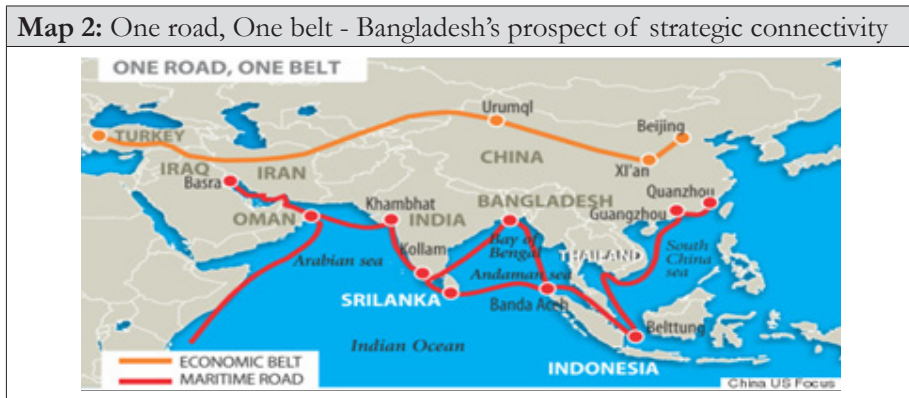 Map 2: One road, One belt - Bangladesh's prospect of strategic connectivity
ONE ROAD, ONE BELT
Urumql
Beijing
TURKEY
CHINA
XI'an
IRAQ
IRAN
Basra
Quanzhou
Khambhat
BANGLADESH
Guangzhou
OMAN
INDIA
Kollam
Bay of
Bengal
THAILAND
South
China
sea
Arabian sea
Andaman sea
SRILANKA
Banda Aceh
Belttung
Indian Ocean
INDONESIA
ECONOMIC BELT
MARITIME ROAD
China US Focus